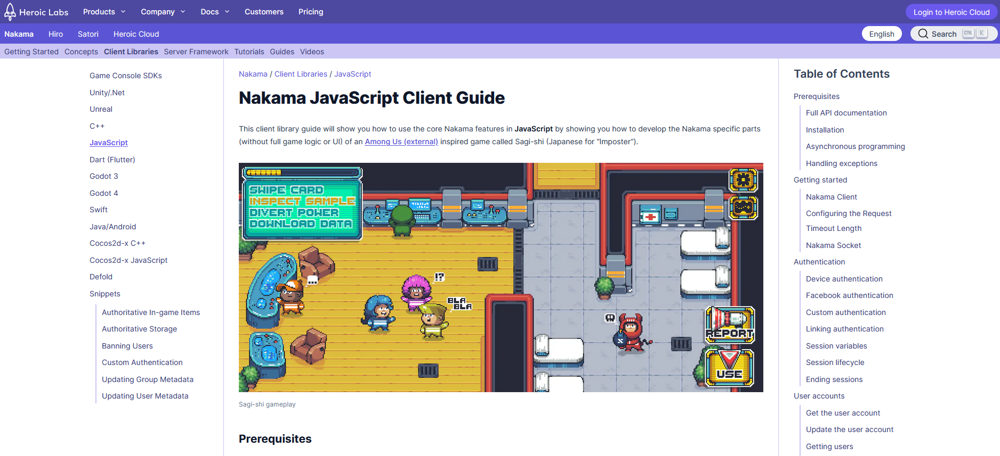 Heroic Labs
Products
Company
Docs
Customers
Pricing
Login to Heroic Cloud
Nakama
Hiro
Satori
Heroic Cloud
English
Search
CTRL
K
Getting Started
Concepts
Client Libraries
Server Framework
Tutorials
Guides
Videos
Game Console SDKs
Unity/.Net
Unreal
C++
JavaScript
Dart (Flutter)
Godot 3
Godot 4
Swift
Java/Android
Cocos2d-x C++
Cocos2d-x JavaScript
Defold
Snippets
Authoritative In-game Items
Authoritative Storage
Banning Users
Custom Authentication
Updating Group Metadata
Updating User Metadata
Nakama / Client Libraries / JavaScript
Nakama JavaScript Client Guide
This client library guide will show you how to use the core Nakama features in JavaScript by showing you how to develop the Nakama specific parts
(without full game logic or UI) of an Among Us (external) inspired game called Sagi-shi (Japanese for “Imposter”).
SWIPE CARD
INSPECT SAMPLE
DIVERT POWER
DOWNLOAD DATA
...
!?
BLA
BLA
X
REPORT
USE
Sagi-shi gameplay
Prerequisites
Table of Contents
Prerequisites
Full API documentation
Installation
Asynchronous programming
Handling exceptions
Getting started
Nakama Client
Configuring the Request
Timeout Length
Nakama Socket
Authentication
Device authentication
Facebook authentication
Custom authentication
Linking authentication
Session variables
Session lifecycle
Ending sessions
User accounts
Get the user account
Update the user account
Getting users